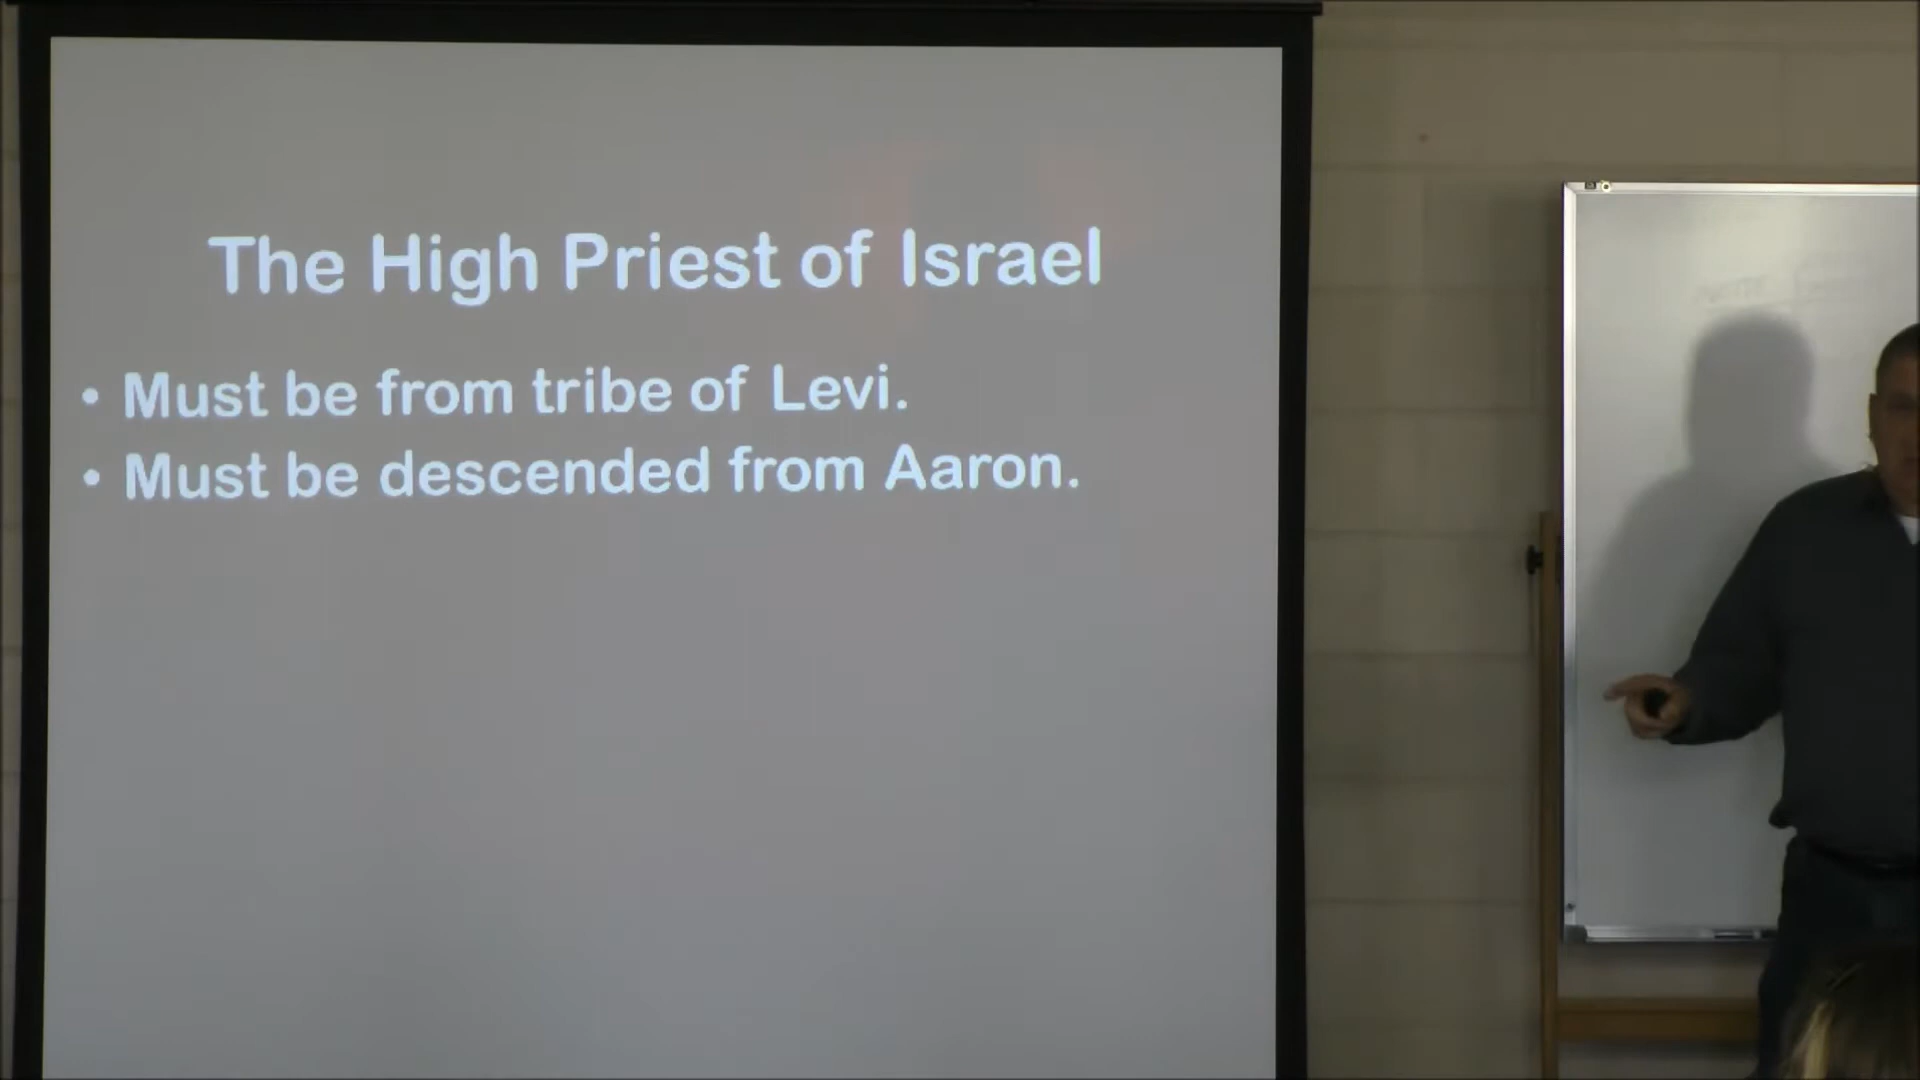 The High Priest of Israel
• Must be from tribe of Levi.
• Must be descended from Aaron.